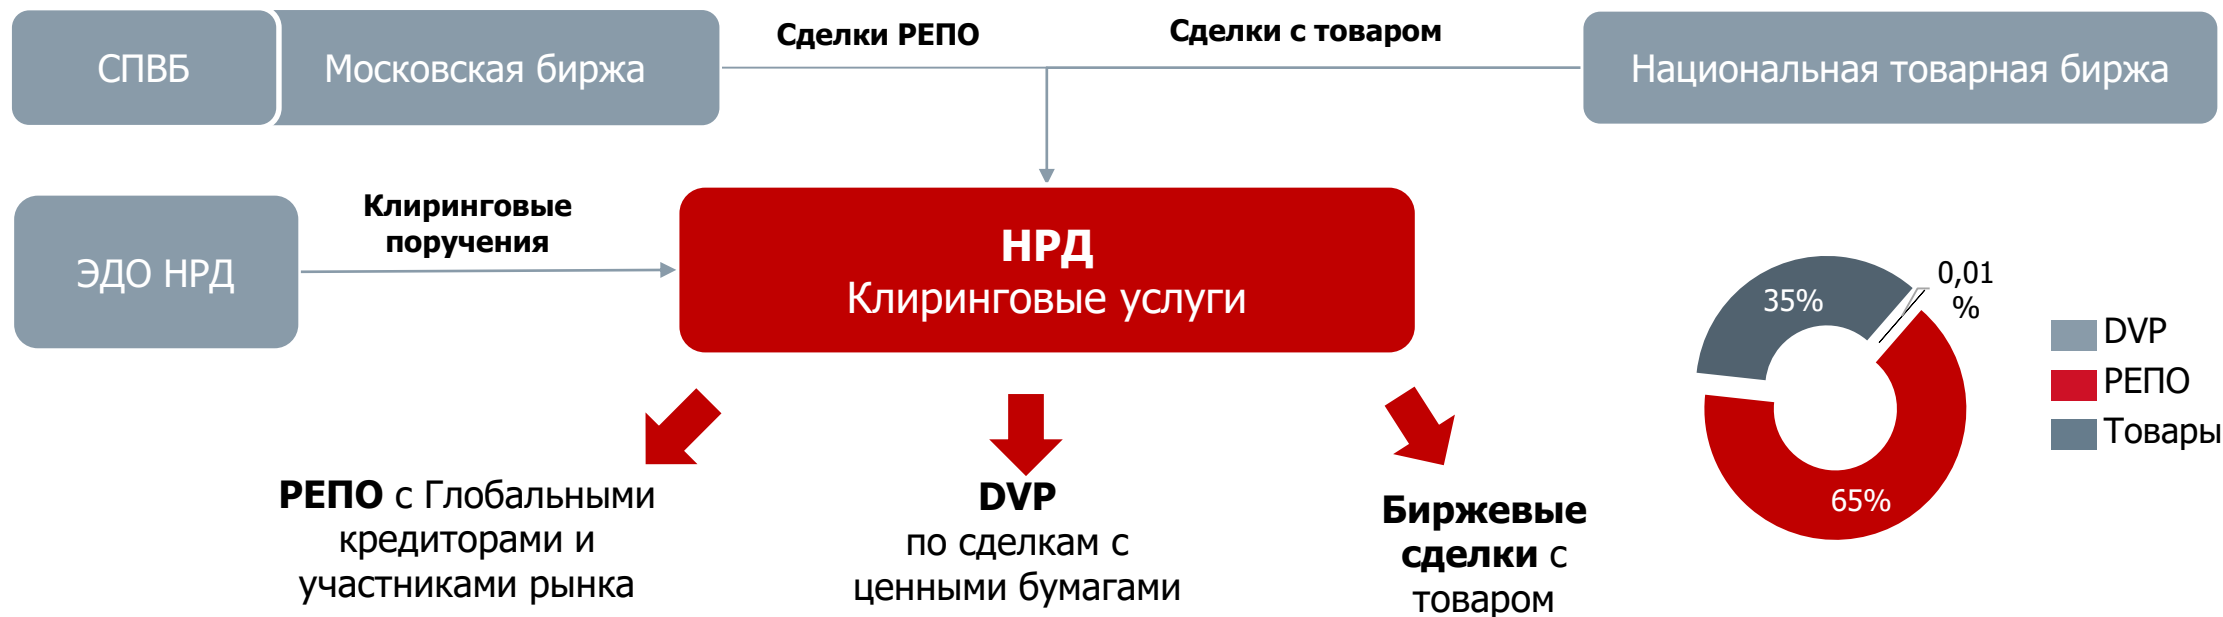 СПВБ
Московская биржа
Сделки РЕПО
Сделки с товаром
Национальная товарная биржа
ЭДО НРД
Клиринговые
поручения
НРД
Клиринговые услуги
35%
0,01
%
65%
DVP
РЕПО
Товары
РЕПО с Глобальными
кредиторами и
участниками рынка
DVP
по сделкам с
ценными бумагами
Биржевые
сделки с
товаром